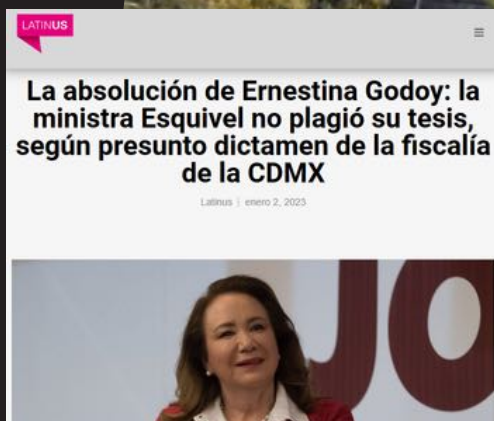 LATINUS
La absolución de Ernestina Godoy: la
ministra Esquivel no plagió su tesis,
según presunto dictamen de la fiscalía
de la CDMX
Latinus | enero 2, 2023
Jo